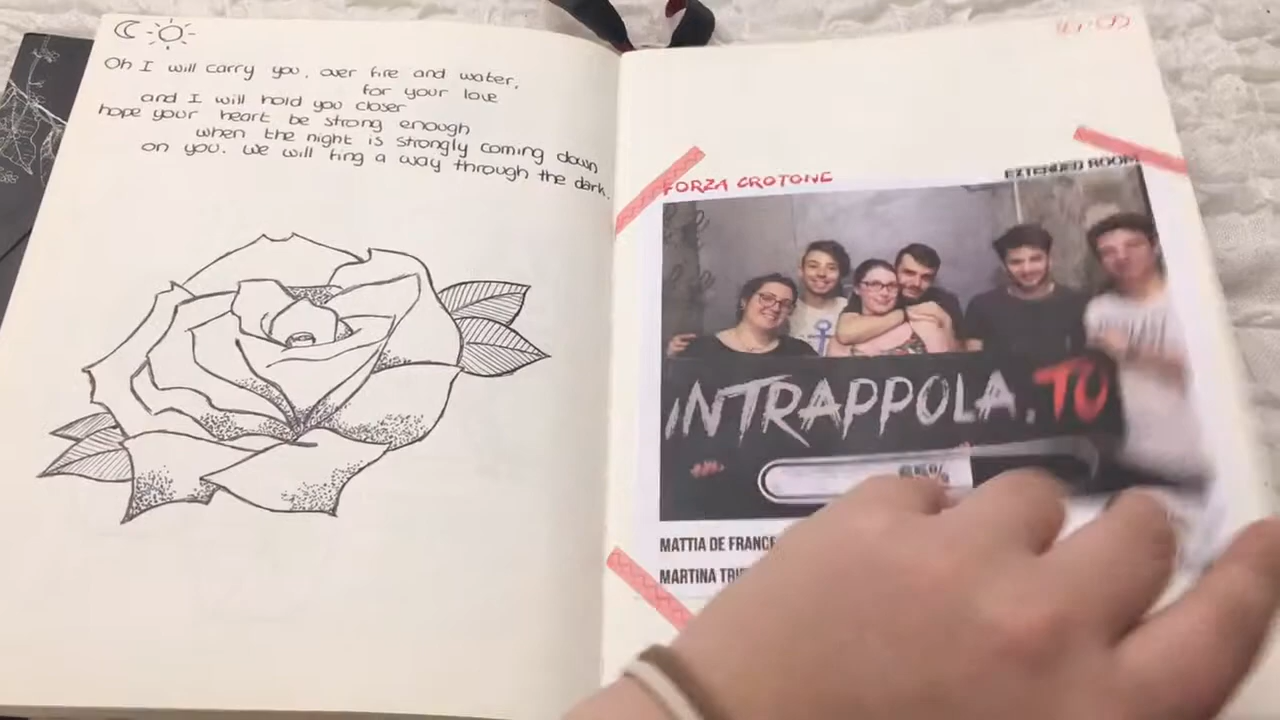 Oh I will carry you, over fire and water,
for your love
and I will hold you closer
hope your heart be strong enough
when the night is strongly coming down
on you. We will fing a way through the dark.
FORZA CROTONE
EXTENDED ROOM
INTRAPPOLA.TO
MATTIA DE FRANCE
MARTINA